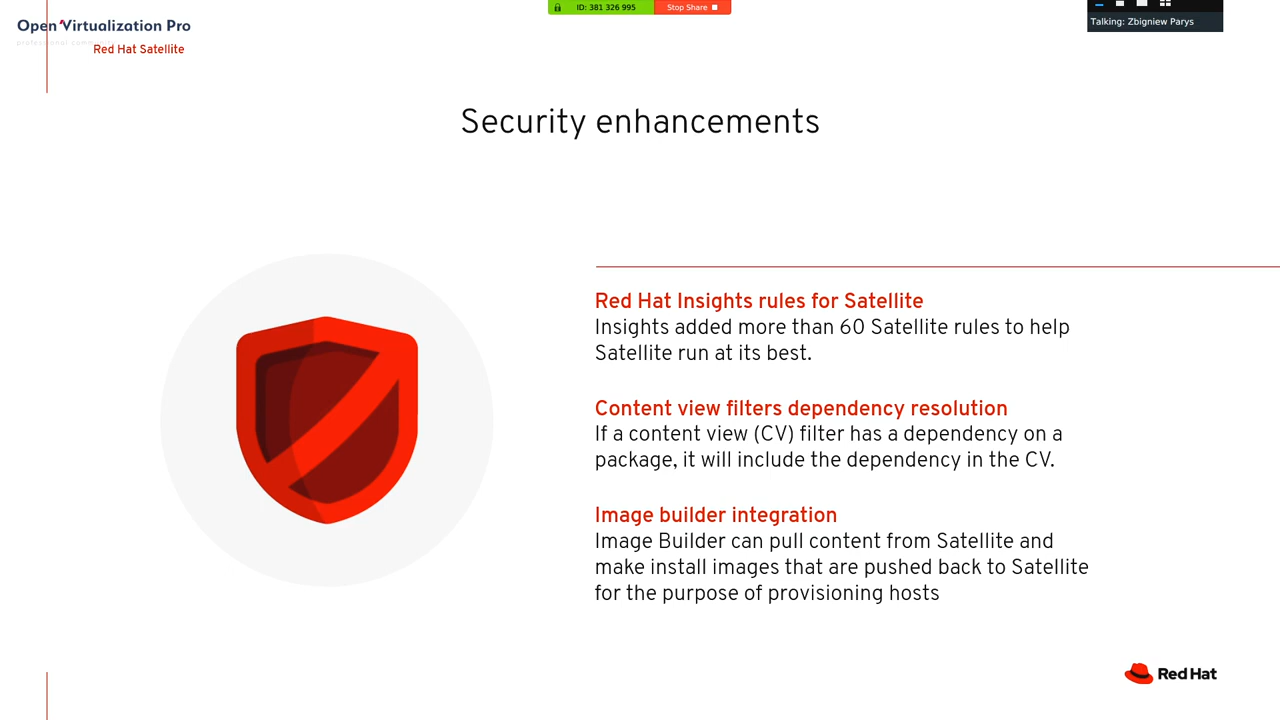 Open Virtualization Pro
professional community
Red Hat Satellite
ID: 381 326 995
Stop Share
Talking: Zbigniew Parys
Security enhancements
Red Hat Insights rules for Satellite
Insights added more than 60 Satellite rules to help
Satellite run at its best.
Content view filters dependency resolution
If a content view (CV) filter has a dependency on a
package, it will include the dependency in the CV.
Image builder integration
Image Builder can pull content from Satellite and
make install images that are pushed back to Satellite
for the purpose of provisioning hosts
Red Hat